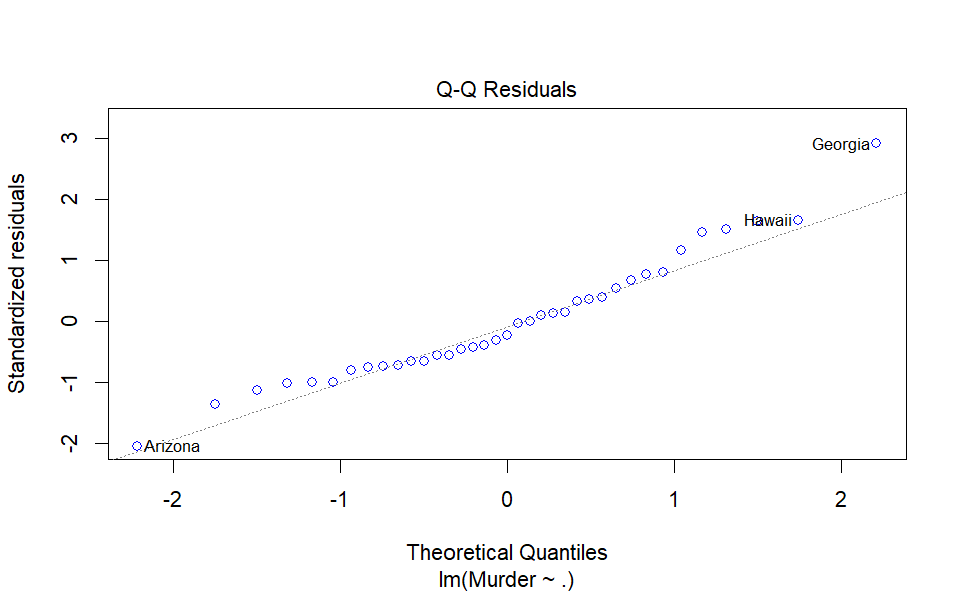 Q-Q Residuals
Standardized residuals
3
2
1
0
-1
-2
Georgia
Hawaii
Arizona
-2 -1 0 1 2
Theoretical Quantiles
lm(Murder ~ .)